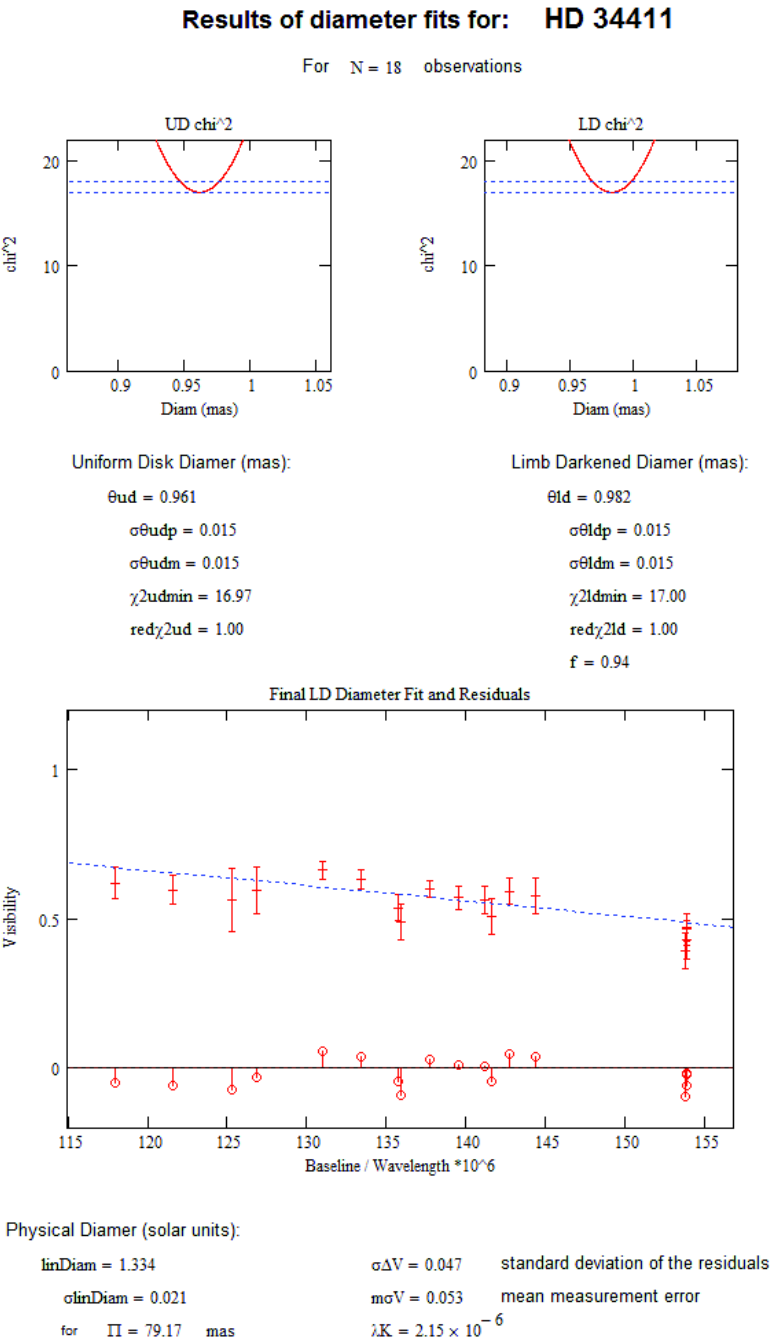 Results of diameter fits for: HD 34411
For N = 18 observations
UD chi^2
LD chi^2
20
10
0
chi^2
0.9 0.95 1 1.05
Diam (mas)
20
10
0
chi^2
0.9 0.95 1 1.05
Diam (mas)
Uniform Disk Diamer (mas):
θud = 0.961
σθudp = 0.015
σθudm = 0.015
χ2udmin = 16.97
redχ2ud = 1.00
Limb Darkened Diamer (mas):
θld = 0.982
σθldp = 0.015
σθldm = 0.015
χ2ldmin = 17.00
redχ2ld = 1.00
f = 0.94
Final LD Diameter Fit and Residuals
1
0.5
0
Visibility
115 120 125 130 135 140 145 150 155
Baseline / Wavelength *10^6
Physical Diamer (solar units):
linDiam = 1.334
σlinDiam = 0.021
for Π = 79.17 mas
σΔV = 0.047 standard deviation of the residuals
mσV = 0.053 mean measurement error
λK = 2.15 × 10⁻⁶